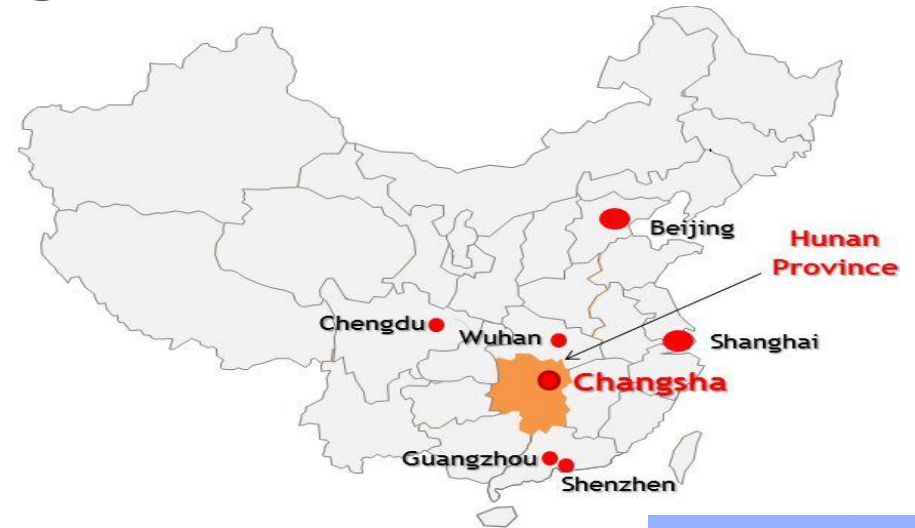 Beijing
Hunan
Province
Chengdu
Wuhan
Shanghai
Changsha
Guangzhou
Shenzhen